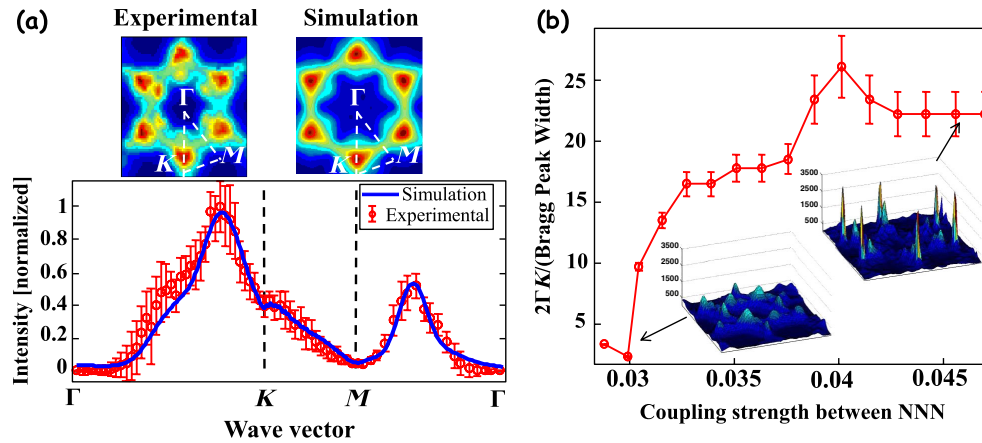 (a)
Experimental
Simulation
Γ
K
M
Γ
K
M
Intensity [normalized]
1
0.8
0.6
0.4
0.2
0
Simulation
Experimental
Γ
K
M
Γ
Wave vector
(b)
2ΓK/(Bragg Peak Width)
25
20
15
10
5
0.03
0.035
0.04
0.045
Coupling strength between NNN
3500
2500
1500
500
3500
2500
1500
500